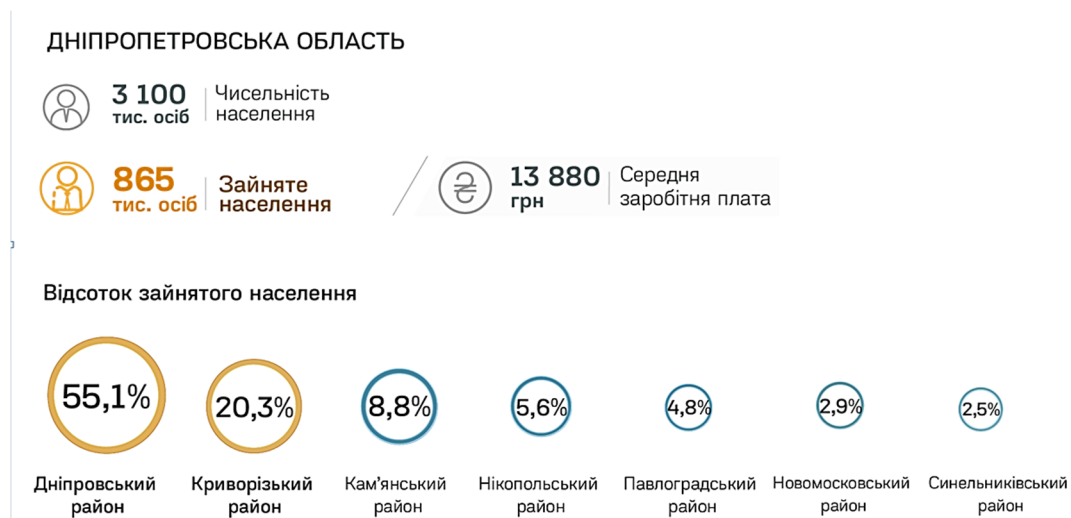 ДНІПРОПЕТРОВСЬКА ОБЛАСТЬ
3 100
тис. осіб
Чисельність
населення
865
тис. осіб
Зайняте
населення
13 880
грн
Середня
заробітня плата
Відсоток зайнятого населення
55,1%
20,3%
8,8%
5,6%
4,8%
2,9%
2,5%
Дніпровський
район
Криворізький
район
Кам'янський
район
Нікопольський
район
Павлоградський
район
Новомосковський
район
Синельниківський
район